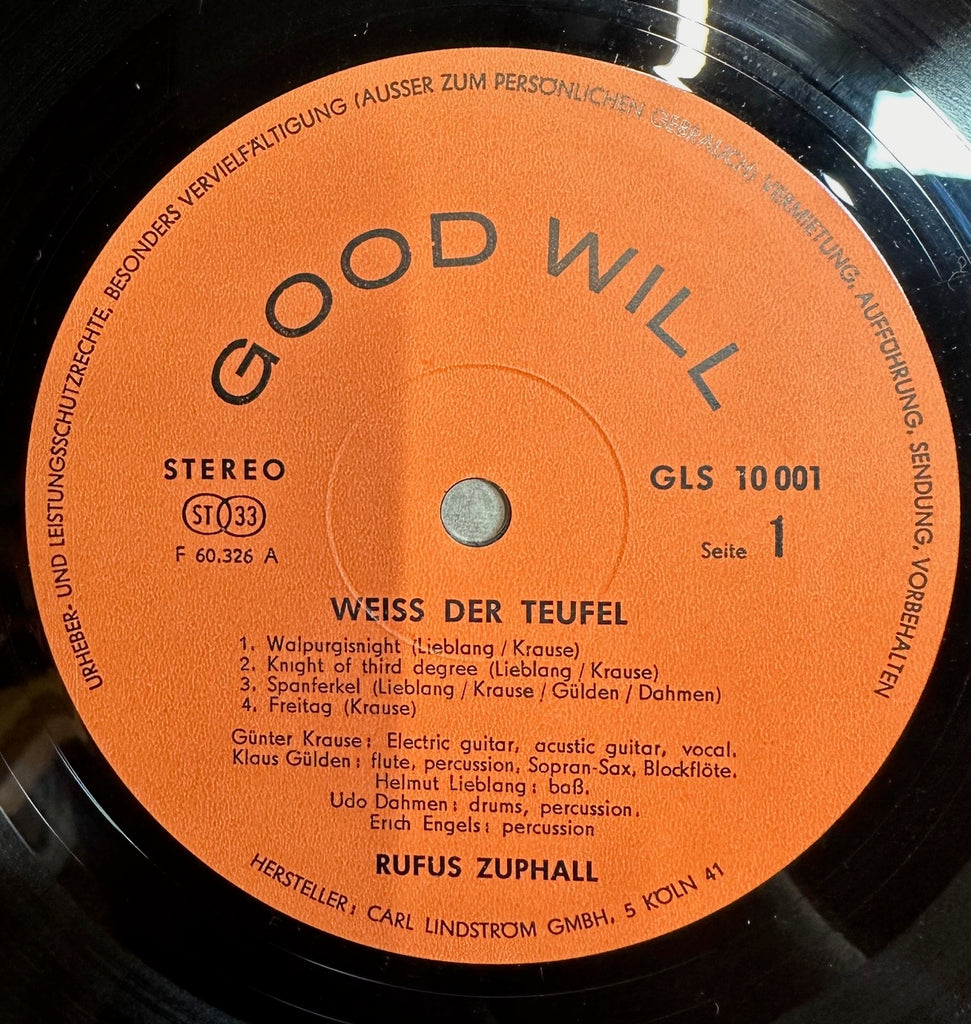 URHEBER- UND LEISTUNGSSCHUTZRECHTE, BESONDERS VERVIELFÄLTIGUNG (AUSSER ZUM PERSÖNLICHEN GEBRAUCH) VERMIETUNG, AUFFÜHRUNG, SENDUNG, VORBEHALTEN
GOOD WILL
STEREO
ST 33
F 60.326 A
GLS 10 001
Seite 1
WEISS DER TEUFEL
1. Walpurgisnight (Lieblang / Krause)
2. Knight of third degree (Lieblang / Krause)
3. Spanferkel (Lieblang / Krause / Gülden / Dahmen)
4. Freitag (Krause)
Günter Krause: Electric guitar, acustic guitar, vocal.
Klaus Gülden: flute, percussion, Sopran-Sax, Blockflöte.
Helmut Lieblang: baß.
Udo Dahmen: drums, percussion.
Erich Engels: percussion
RUFUS ZUPHALL
HERSTELLER: CARL LINDSTRÖM GMBH, 5 KÖLN 41